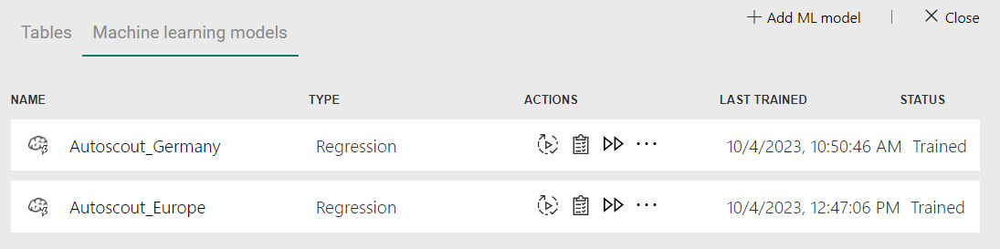 Tables Machine learning models + Add ML model | Close
NAME TYPE ACTIONS LAST TRAINED STATUS
Autoscout_Germany Regression 10/4/2023, 10:50:46 AM Trained
Autoscout_Europe Regression 10/4/2023, 12:47:06 PM Trained